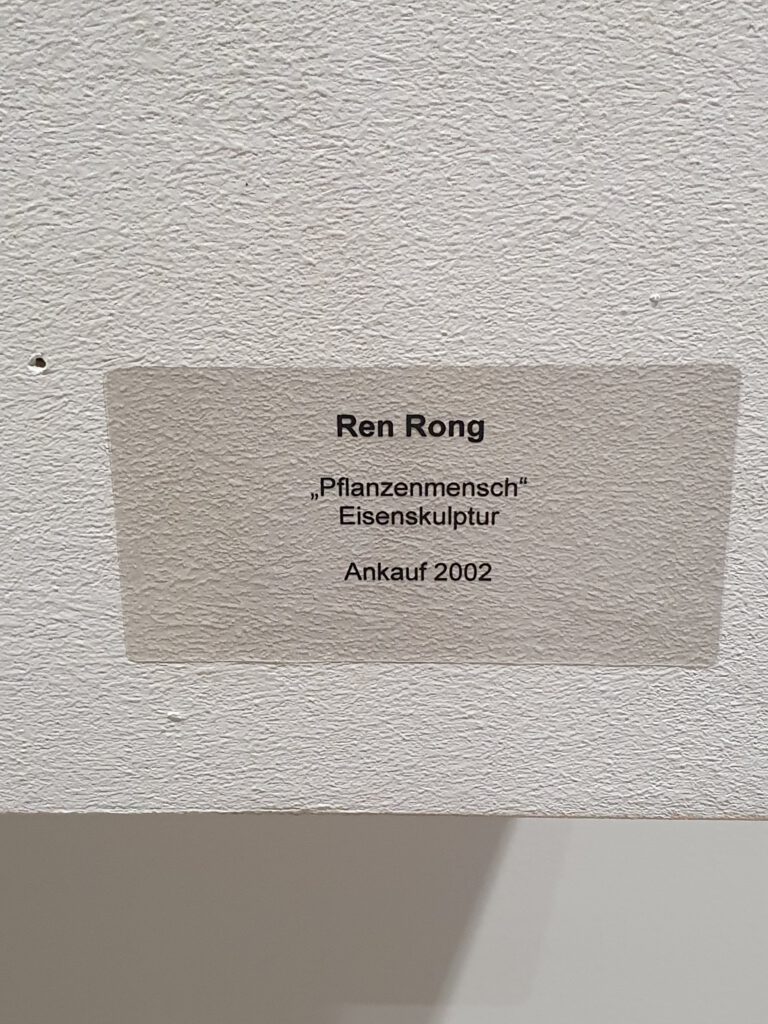 Ren Rong
„Pflanzenmensch“
Eisenskulptur
Ankauf 2002